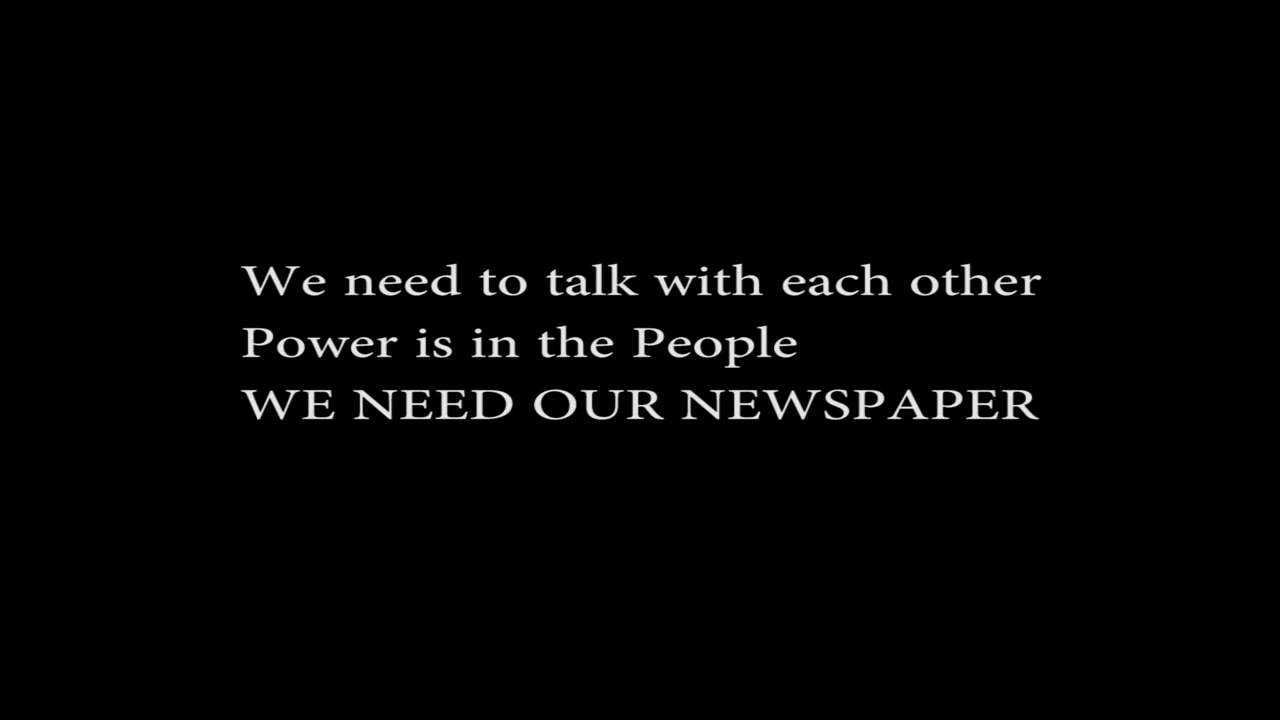 We need to talk with each other
Power is in the People
WE NEED OUR NEWSPAPER